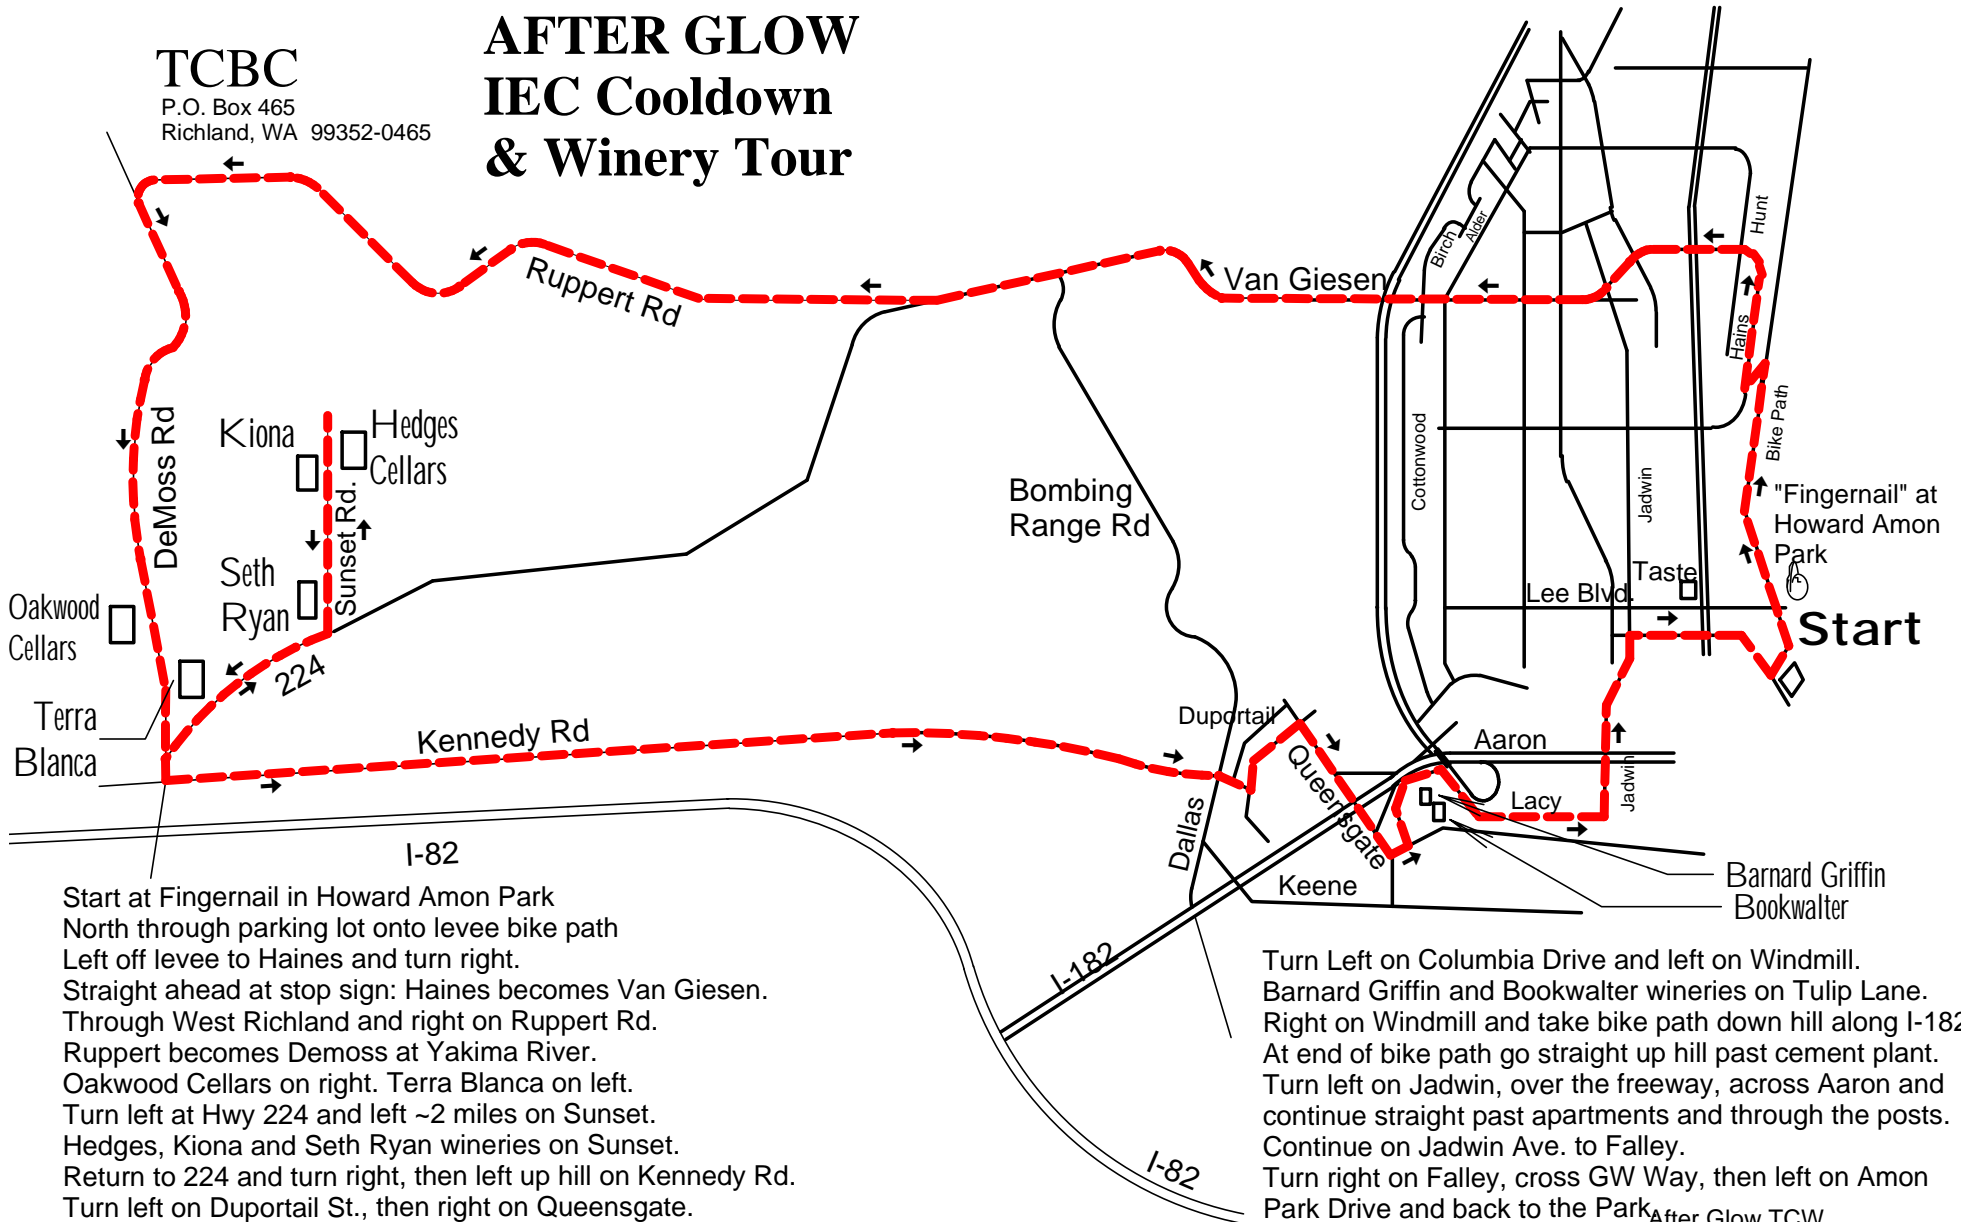 AFTER GLOW
IEC Cooldown
& Winery Tour
TCBC
P.O. Box 465
Richland, WA  99352-0465
Hunt
Birch
Alder
Van Giesen
Ruppert Rd
Hains
DeMoss Rd
Kiona
Hedges
Cellars
Sunset Rd.
Cottonwood
Bike Path
Jadwin
Bombing
Range Rd
"Fingernail" at
Howard Amon
Park
Seth
Ryan
Taste
Lee Blvd.
Oakwood
Cellars
Start
224
Terra
Blanca
Kennedy Rd
Duportail
Queensgate
Aaron
Jadwin
Lacy
Dallas
I-82
Keene
Barnard Griffin
Bookwalter
I-182
I-82
Start at Fingernail in Howard Amon Park
North through parking lot onto levee bike path
Left off levee to Haines and turn right.
Straight ahead at stop sign: Haines becomes Van Giesen.
Through West Richland and right on Ruppert Rd.
Ruppert becomes Demoss at Yakima River.
Oakwood Cellars on right. Terra Blanca on left.
Turn left at Hwy 224 and left ~2 miles on Sunset.
Hedges, Kiona and Seth Ryan wineries on Sunset.
Return to 224 and turn right, then left up hill on Kennedy Rd.
Turn left on Duportail St., then right on Queensgate.
Turn Left on Columbia Drive and left on Windmill.
Barnard Griffin and Bookwalter wineries on Tulip Lane.
Right on Windmill and take bike path down hill along I-182
At end of bike path go straight up hill past cement plant.
Turn left on Jadwin, over the freeway, across Aaron and
continue straight past apartments and through the posts.
Continue on Jadwin Ave. to Falley.
Turn right on Falley, cross GW Way, then left on Amon
Park Drive and back to the Park.
After Glow TCW